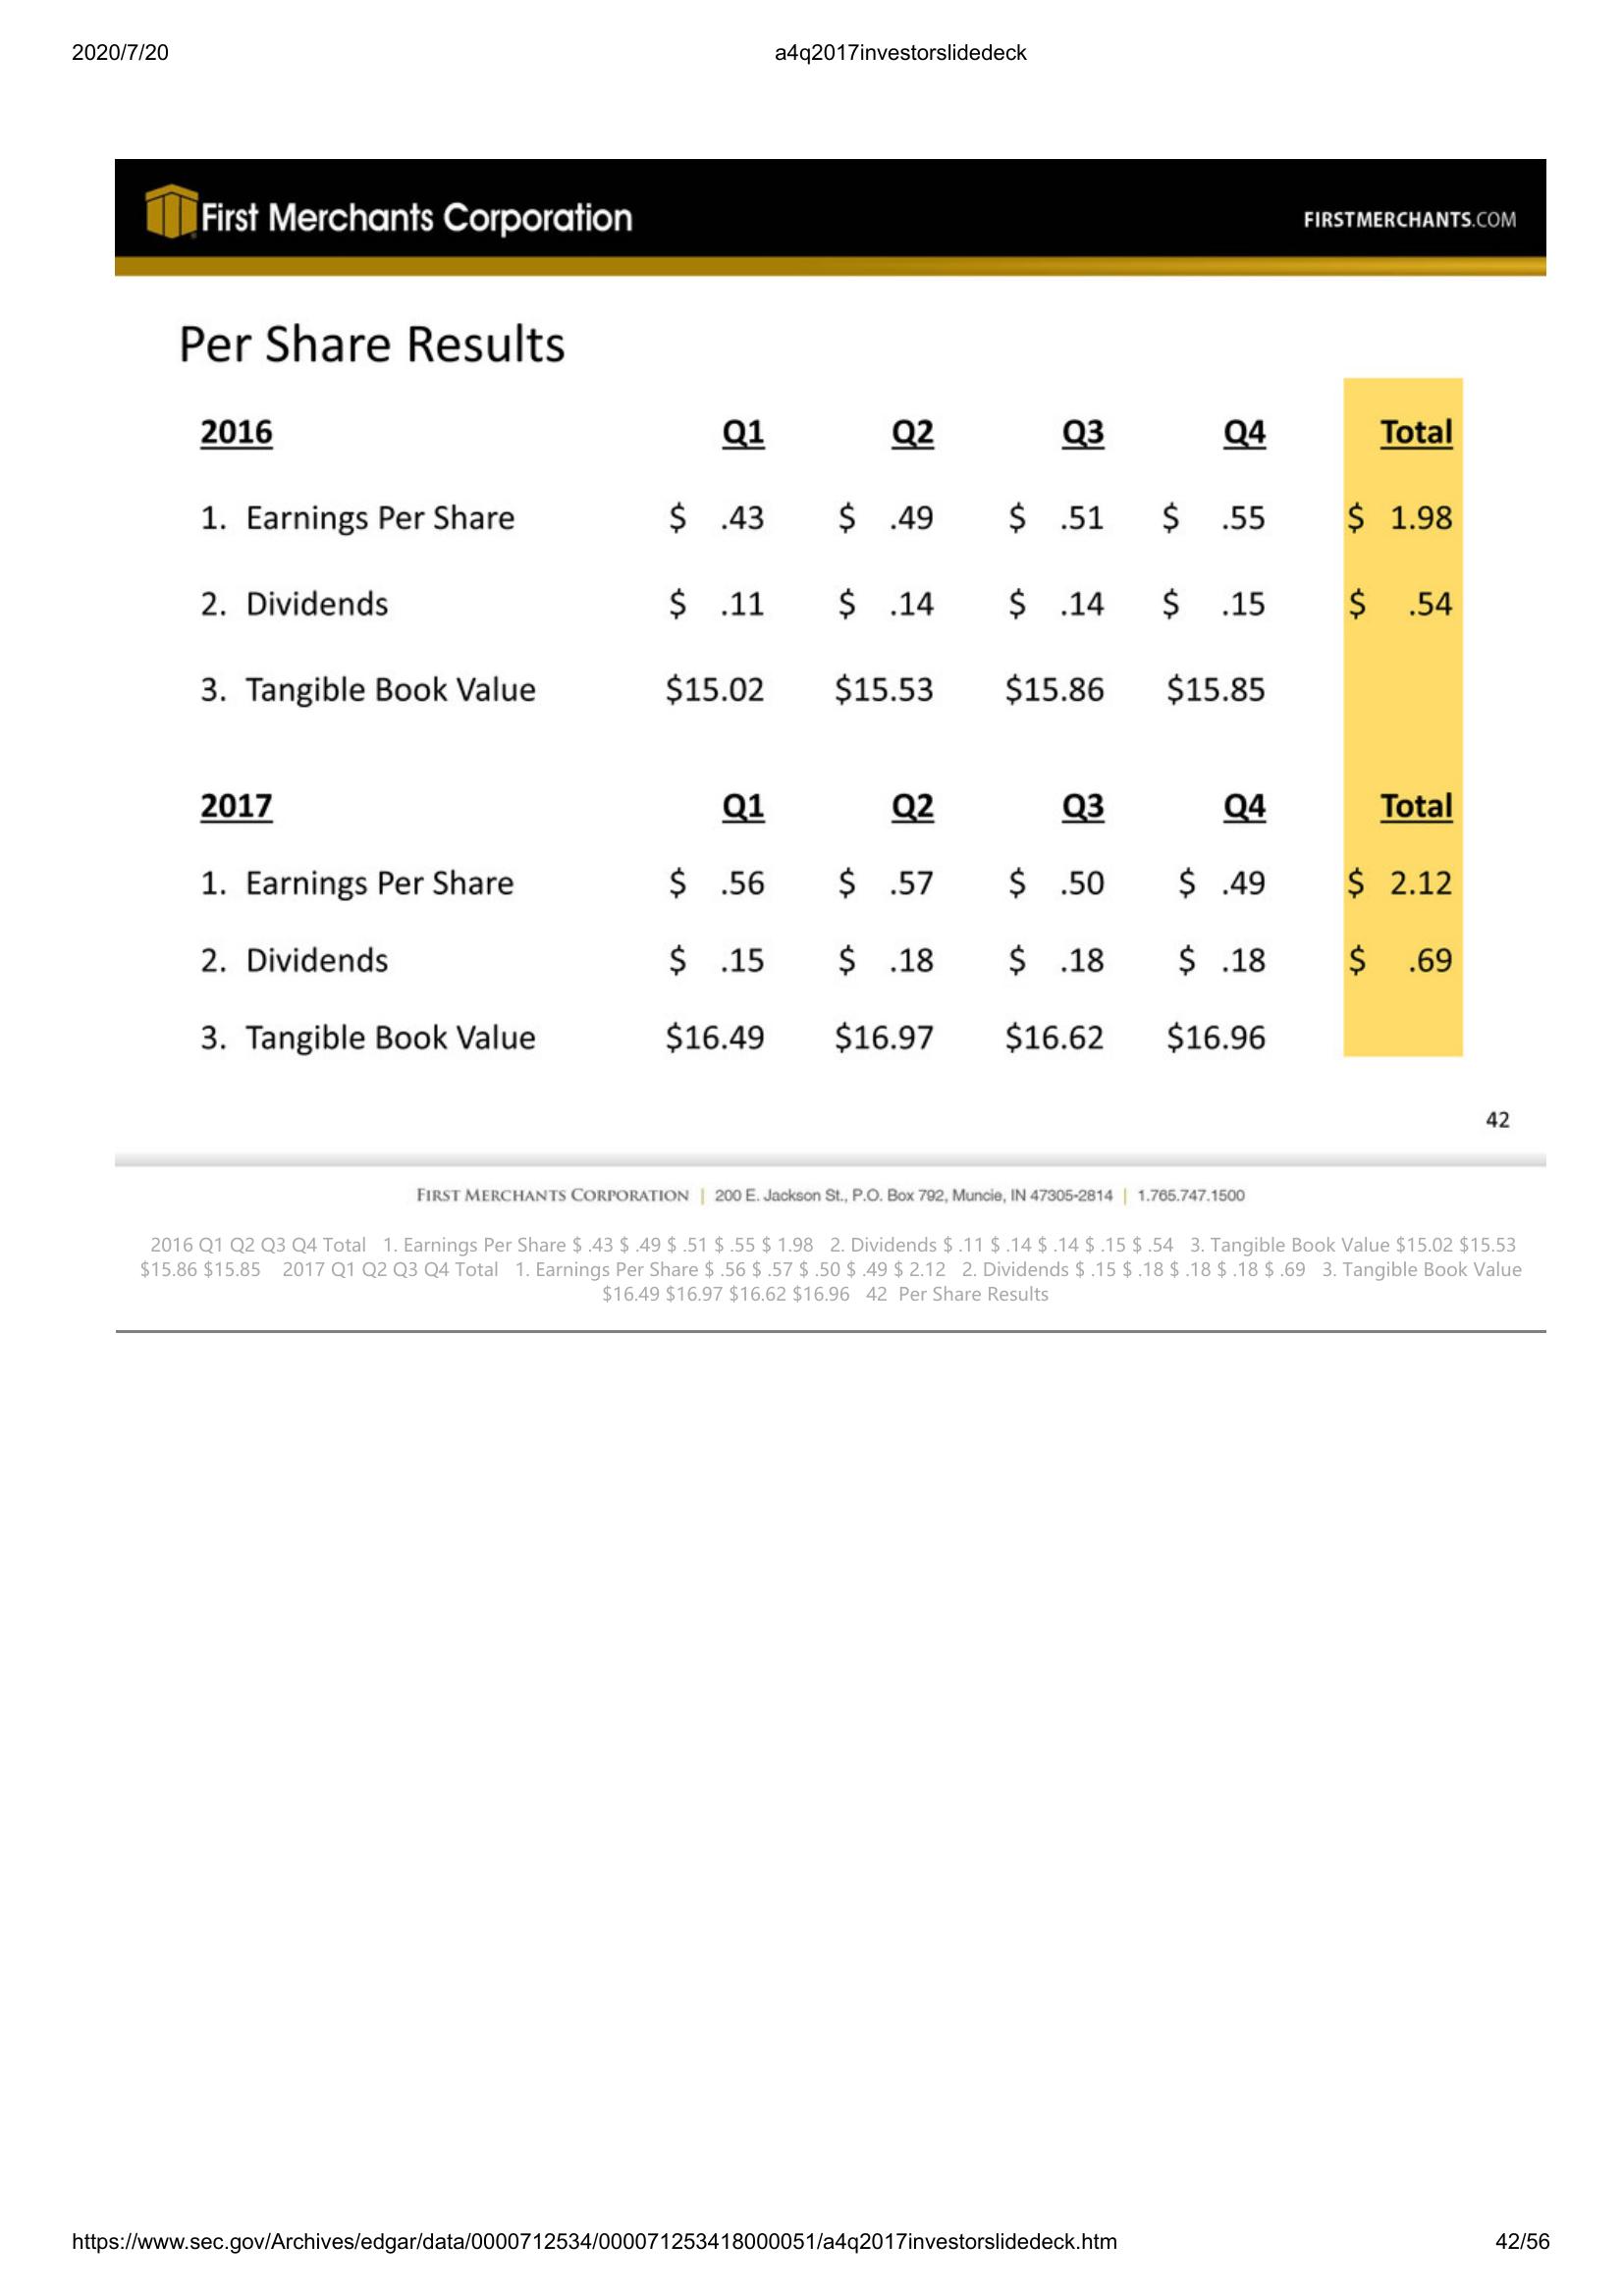 2020/7/20 a4q2017investorslidedeck
First Merchants Corporation FIRSTMERCHANTS.COM
Per Share Results
2016 Q1 Q2 Q3 Q4 Total
1. Earnings Per Share $ .43 $ .49 $ .51 $ .55 $ 1.98
2. Dividends $ .11 $ .14 $ .14 $ .15 $ .54
3. Tangible Book Value $15.02 $15.53 $15.86 $15.85
2017 Q1 Q2 Q3 Q4 Total
1. Earnings Per Share $ .56 $ .57 $ .50 $ .49 $ 2.12
2. Dividends $ .15 $ .18 $ .18 $ .18 $ .69
3. Tangible Book Value $16.49 $16.97 $16.62 $16.96
42
FIRST MERCHANTS CORPORATION | 200 E. Jackson St., P.O. Box 792, Muncie, IN 47305-2814 | 1.765.747.1500
2016 Q1 Q2 Q3 Q4 Total 1. Earnings Per Share $ .43 $ .49 $ .51 $ .55 $ 1.98 2. Dividends $ .11 $ .14 $ .14 $ .15 $ .54 3. Tangible Book Value $15.02 $15.53
$15.86 $15.85 2017 Q1 Q2 Q3 Q4 Total 1. Earnings Per Share $ .56 $ .57 $ .50 $ .49 $ 2.12 2. Dividends $ .15 $ .18 $ .18 $ .18 $ .69 3. Tangible Book Value
$16.49 $16.97 $16.62 $16.96 42 Per Share Results
https://www.sec.gov/Archives/edgar/data/0000712534/000071253418000051/a4q2017investorslidedeck.htm 42/56